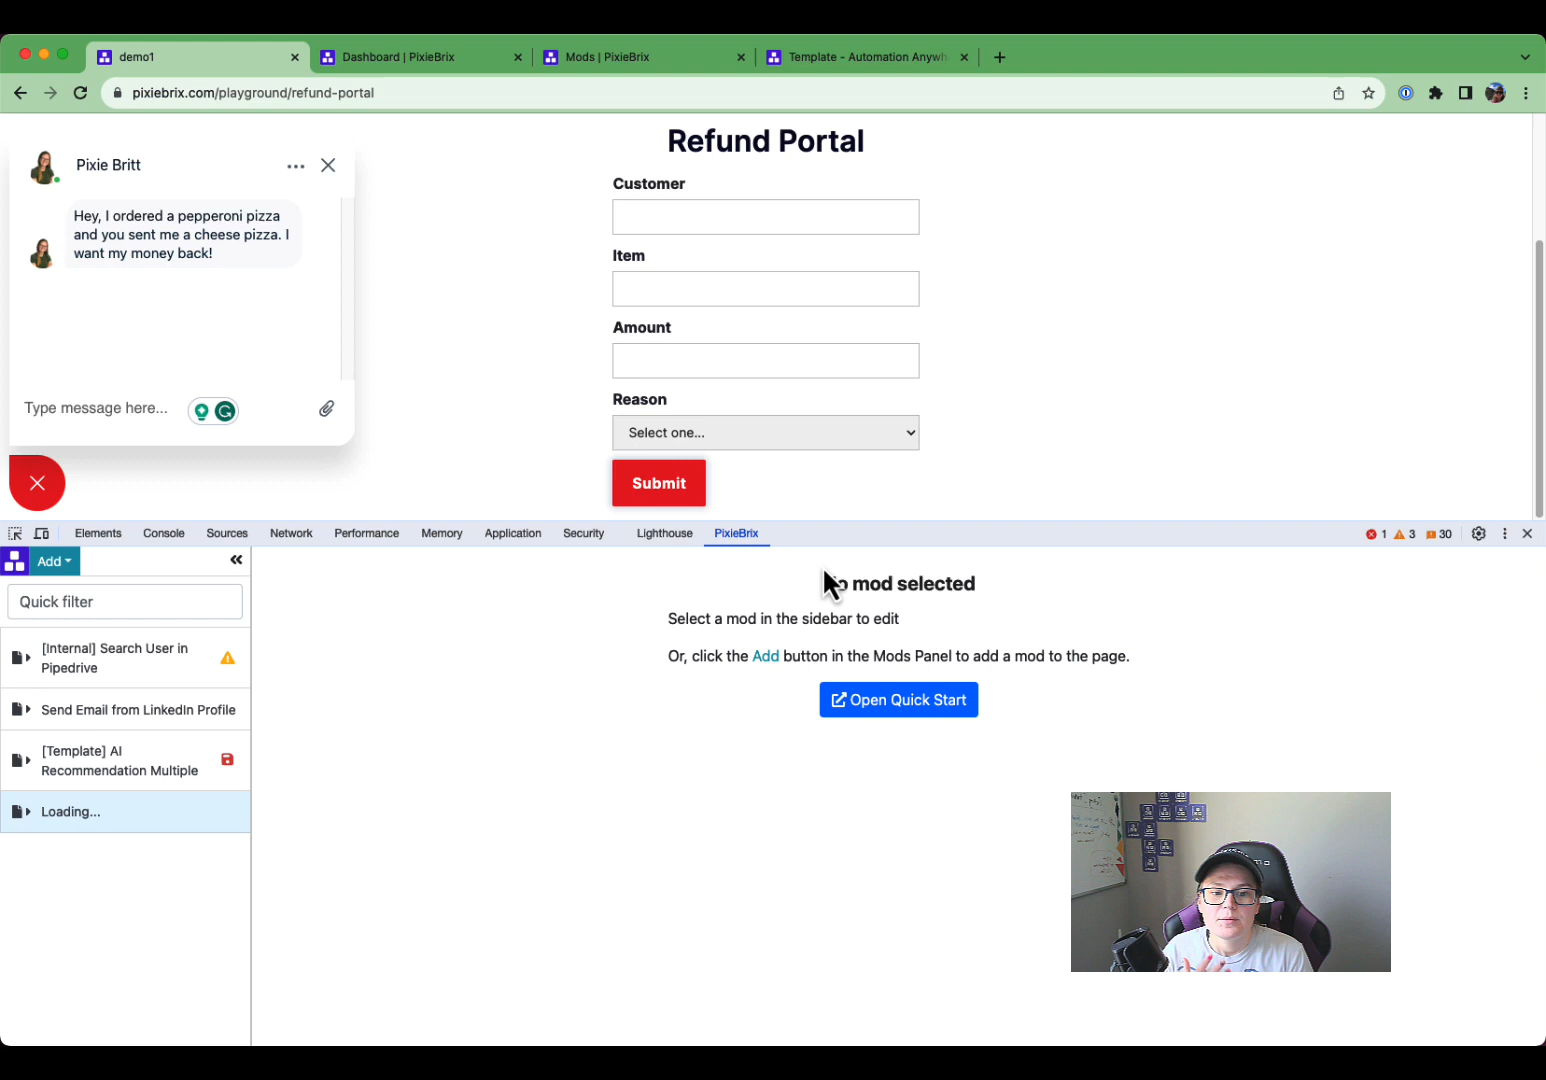 demo1
Dashboard | PixieBrix
Mods | PixieBrix
Template - Automation Anywh
pixiebrix.com/playground/refund-portal
Pixie Britt
Hey, I ordered a pepperoni pizza
and you sent me a cheese pizza. I
want my money back!
Type message here...
Refund Portal
Customer
Item
Amount
Reason
Select one...
Submit
Elements Console Sources Network Performance Memory Application Security Lighthouse PixieBrix 1 3 30
Add
Quick filter
[Internal] Search User in
Pipedrive
Send Email from LinkedIn Profile
[Template] AI
Recommendation Multiple
Loading...
mod selected
Select a mod in the sidebar to edit
Or, click the Add button in the Mods Panel to add a mod to the page.
Open Quick Start